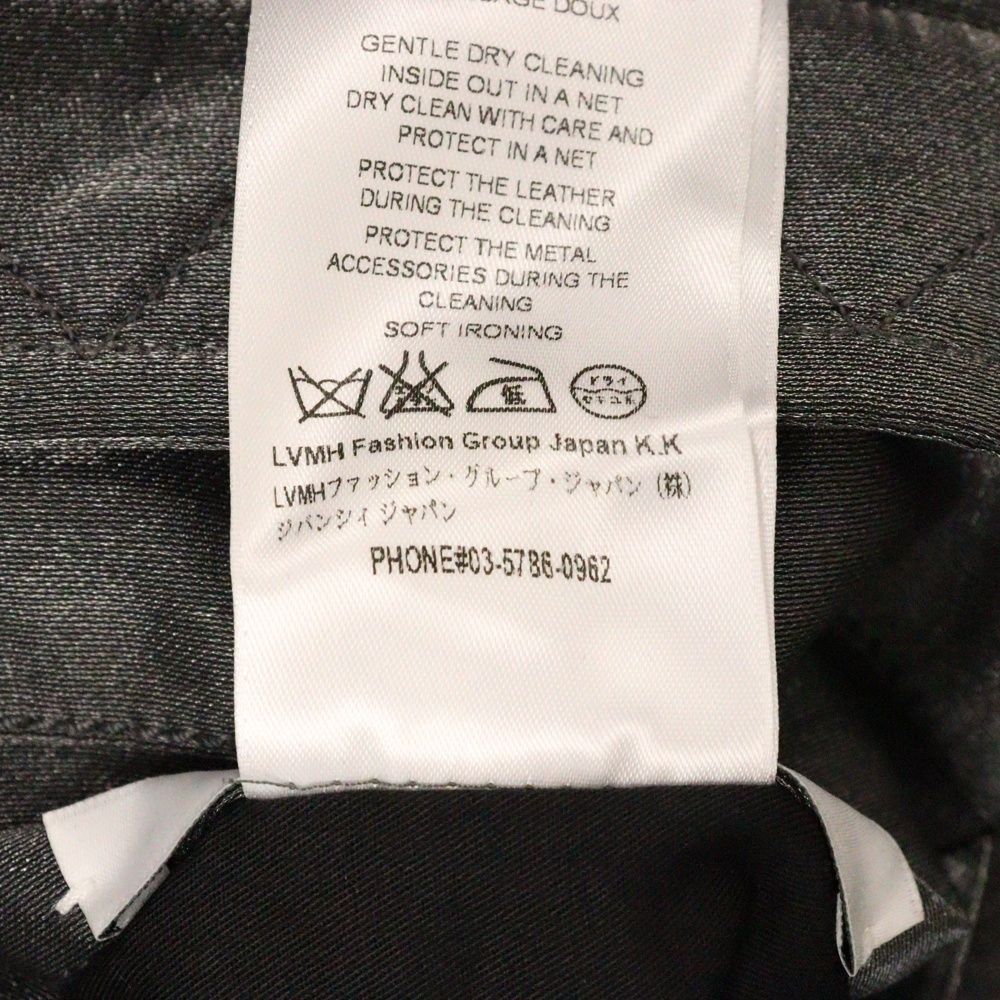 DOUX
GENTLE DRY CLEANING
INSIDE OUT IN A NET
DRY CLEAN WITH CARE AND
PROTECT IN A NET
PROTECT THE LEATHER
DURING THE CLEANING
PROTECT THE METAL
ACCESSORIES DURING THE
CLEANING
SOFT IRONING
低
ドライ
LVMH Fashion Group Japan K.K
LVMHファッション・グループ・ジャパン (株)
ジバンシィ ジャパン
PHONE#03-5786-0962